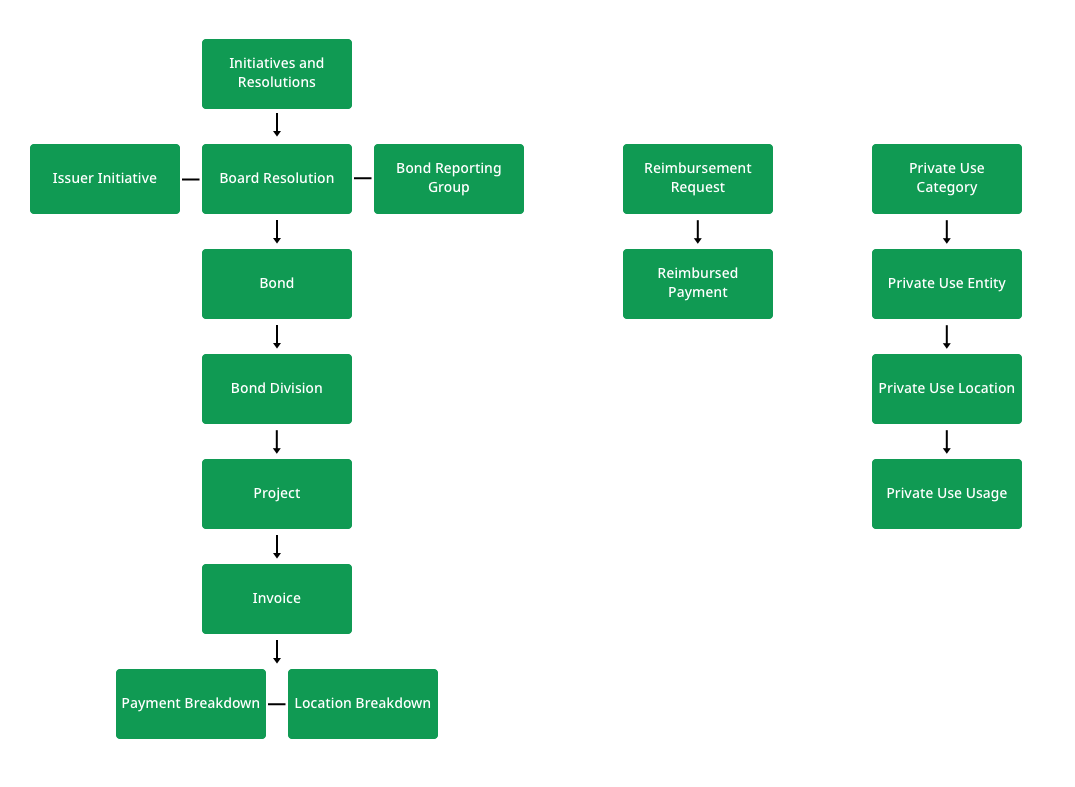 Initiatives and
Resolutions
Issuer Initiative
Board Resolution
Bond Reporting
Group
Bond
Bond Division
Project
Invoice
Payment Breakdown
Location Breakdown
Reimbursement
Request
Reimbursed
Payment
Private Use
Category
Private Use Entity
Private Use Location
Private Use Usage